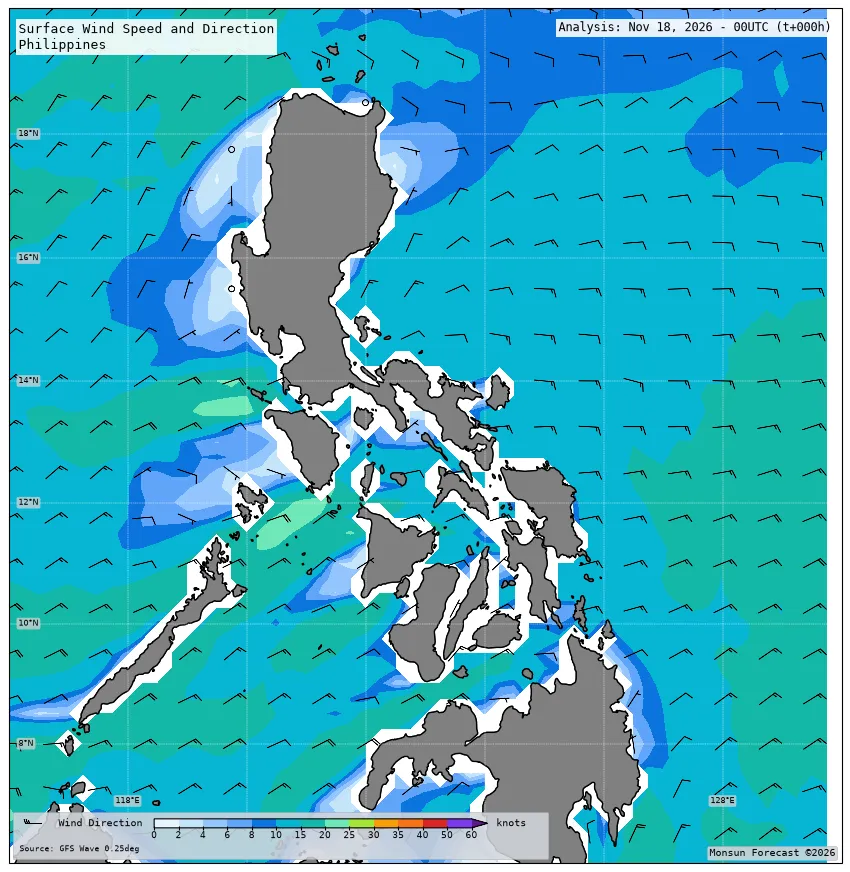 Surface Wind Speed and Direction
Philippines
Analysis: Nov 18, 2026 - 00UTC (t+000h)
18°N
16°N
14°N
12°N
10°N
8°N
118°E
128°E
Wind Direction
knots
0 2 4 6 8 10 15 20 25 30 40 50 60
Source: GFS Wave 0.25deg
Monsun Forecast ©2026